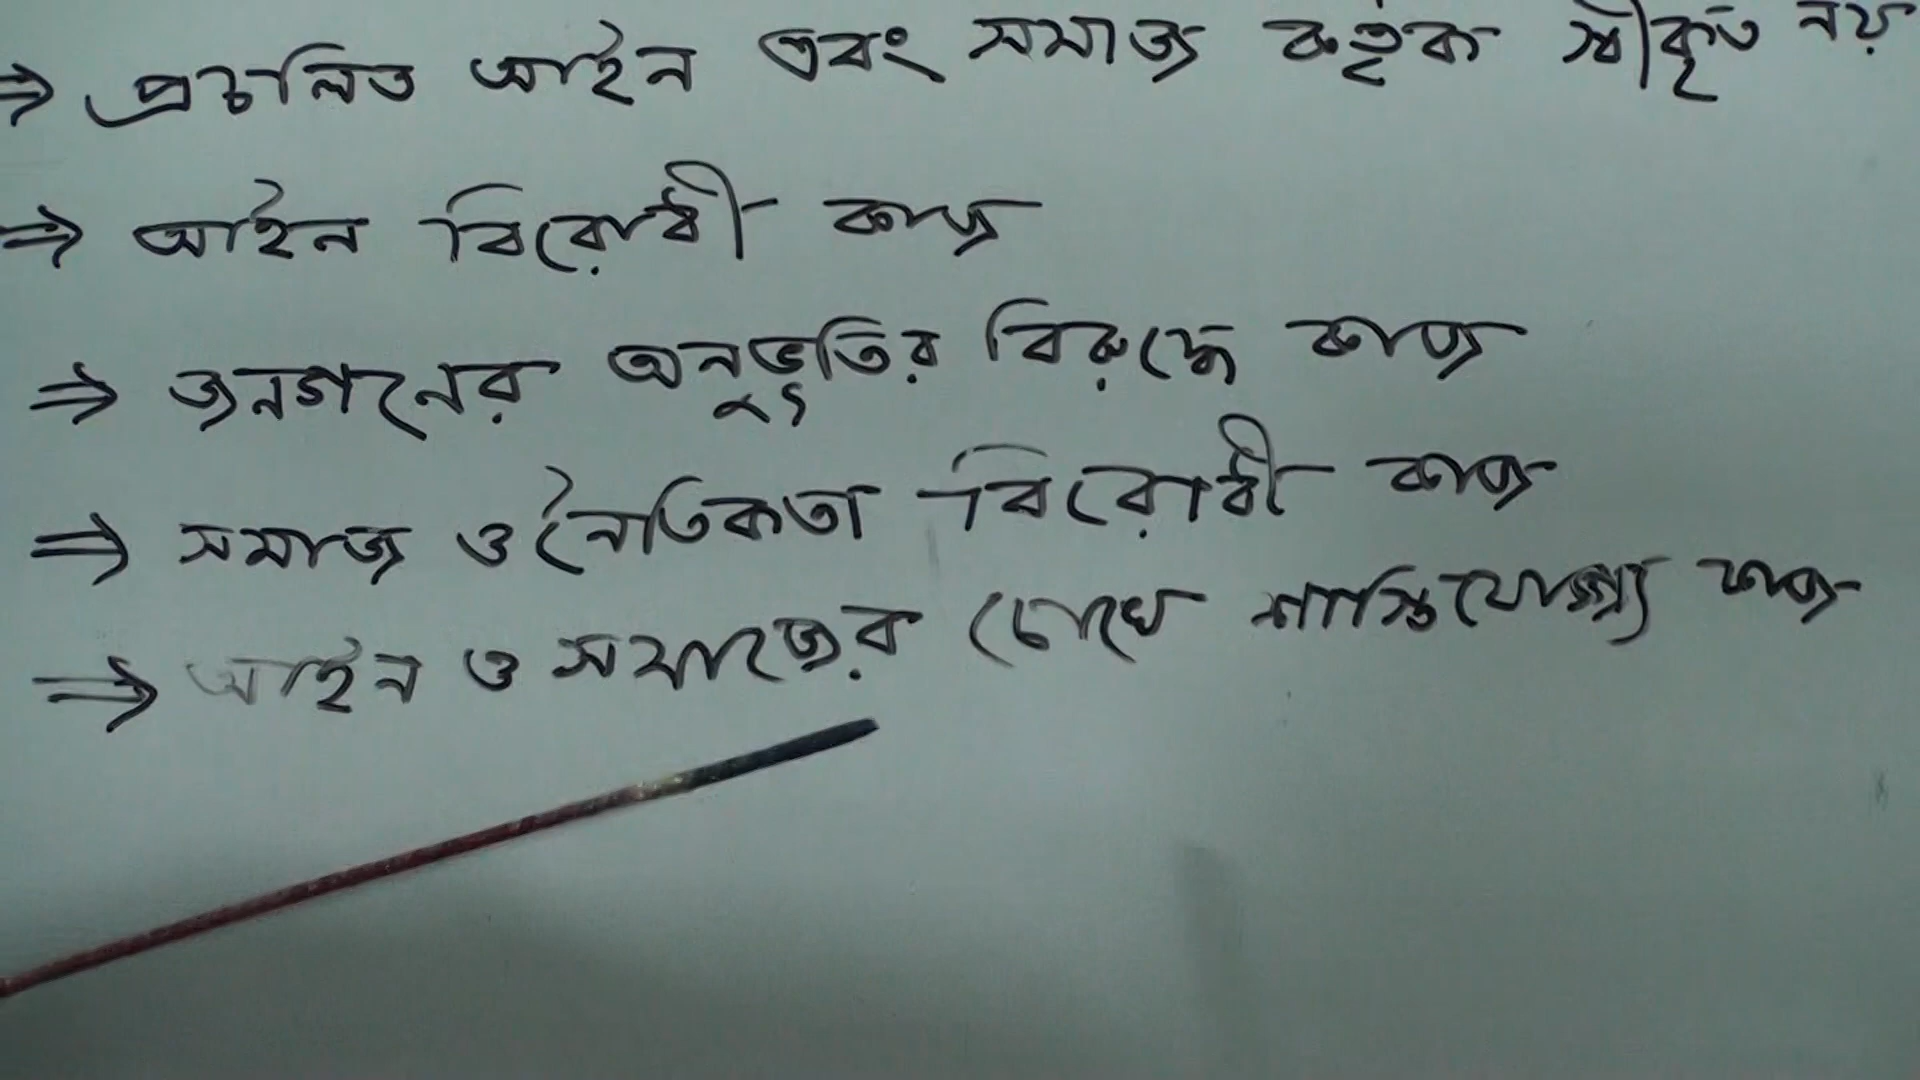 ⇒ প্রচলিত আইন এবং সমাজ কর্তৃক স্বীকৃত নয়
⇒ আইন বিরোধী কাজ
⇒ জনগনের অনুভূতির বিরুদ্ধে কাজ
⇒ সমাজ ও নৈতিকতা বিরোধী কাজ
⇒ আইন ও সমাজের চোখে শাস্তিযোগ্য কাজ